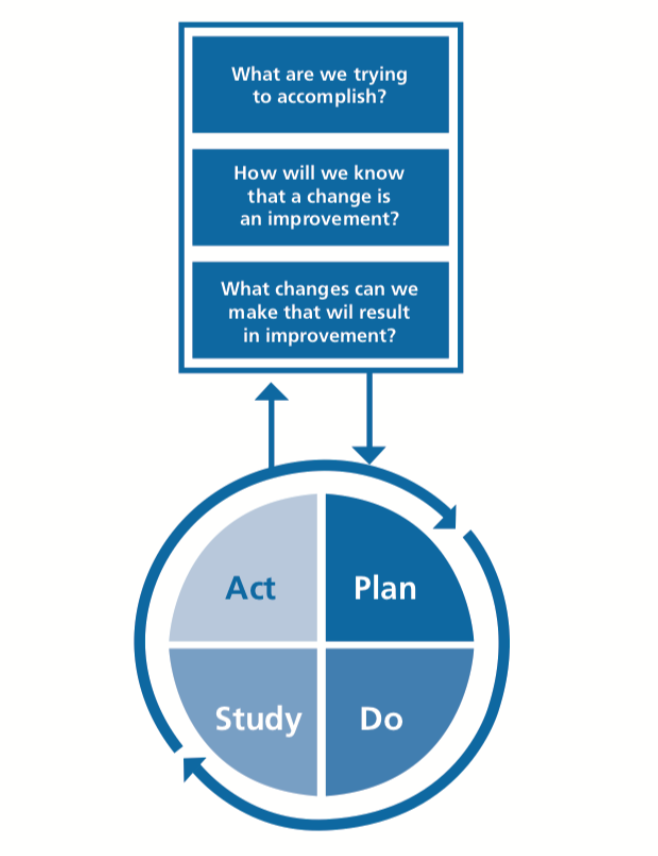 What are we trying
to accomplish?
How will we know
that a change is
an improvement?
What changes can we
make that wil result
in improvement?
Act
Plan
Study
Do